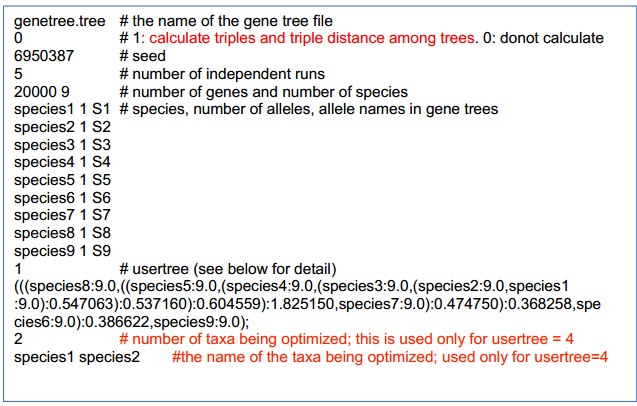 genetree.tree # the name of the gene tree file
0 # 1: calculate triples and triple distance among trees. 0: donot calculate
6950387 # seed
5 # number of independent runs
20000 9 # number of genes and number of species
species1 1 S1 # species, number of alleles, allele names in gene trees
species2 1 S2
species3 1 S3
species4 1 S4
species5 1 S5
species6 1 S6
species7 1 S7
species8 1 S8
species9 1 S9
1 # usertree (see below for detail)
(((species8:9.0,((species5:9.0,(species4:9.0,(species3:9.0,(species2:9.0,species1
:9.0):0.547063):0.537160):0.604559):1.825150,species7:9.0):0.474750):0.368258,spe
cies6:9.0):0.386622,species9:9.0);
2 # number of taxa being optimized; this is used only for usertree = 4
species1 species2 #the name of the taxa being optimized; used only for usertree=4